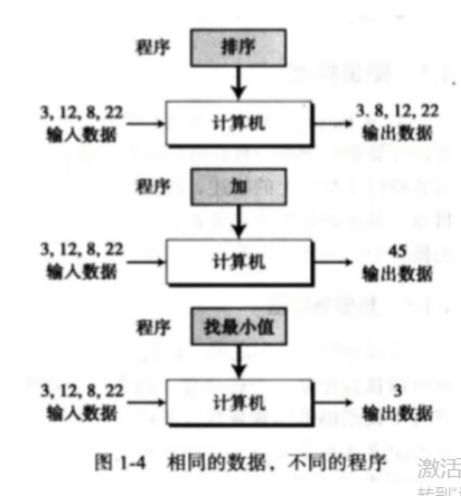 程序
排序
3, 12, 8, 22
输入数据
计算机
3. 8, 12, 22
输出数据
程序
加
3, 12, 8, 22
输入数据
计算机
45
输出数据
程序
找最小值
3, 12, 8, 22
输入数据
计算机
3
输出数据
图 1-4 相同的数据，不同的程序
激活
转到